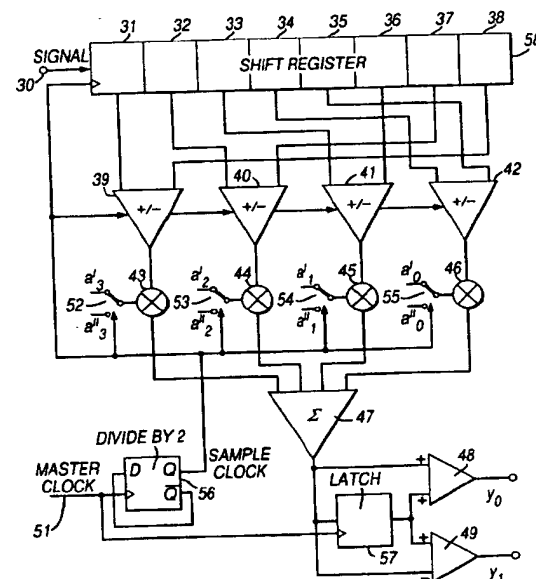 31 32 33 34 35 36 37 38
SIGNAL
30
SHIFT REGISTER
58
39 +/- 40 +/- 41 +/- 42 +/-
a'3 43 a'2 44 a'1 45 a'0 46
52 53 54 55
a"3 a"2 a"1 a"0
Σ 47
DIVIDE BY 2
D Q
Q̅
56
SAMPLE CLOCK
MASTER CLOCK
51
LATCH
57
+ 48
+
y0
+ 49
−
y1